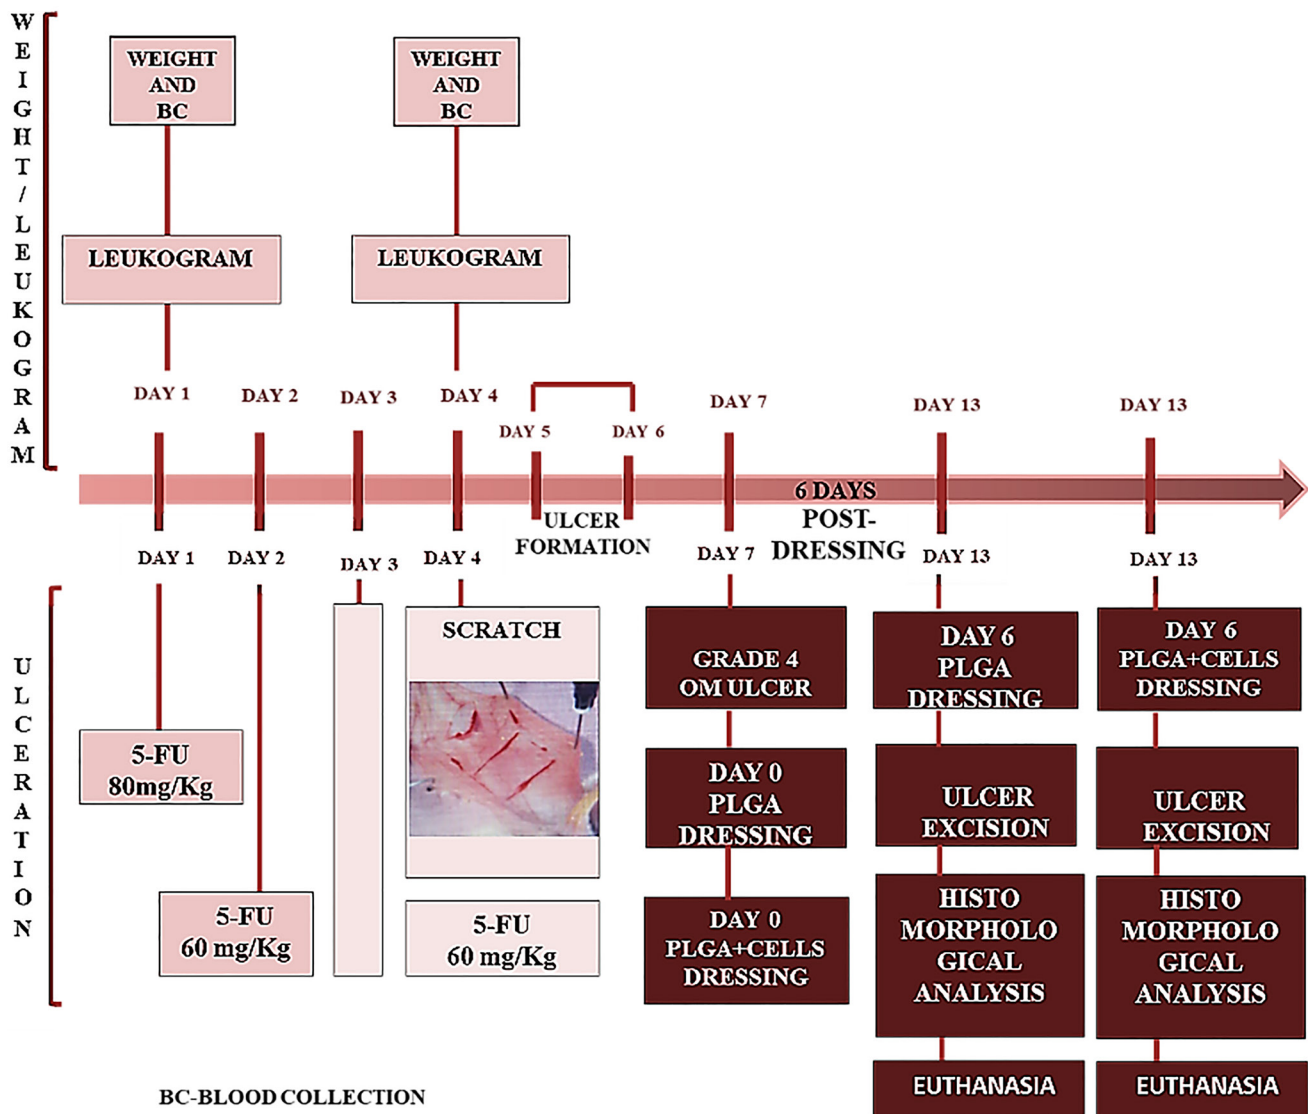 WEIGHT/LEUKOGRAM
WEIGHT
AND
BC
WEIGHT
AND
BC
LEUKOGRAM
LEUKOGRAM
DAY 1
DAY 2
DAY 3
DAY 4
DAY 5
DAY 6
DAY 7
DAY 13
DAY 13
6 DAYS
POST-
DRESSING
ULCER
FORMATION
DAY 1
DAY 2
DAY 3
DAY 4
DAY 7
DAY 13
DAY 13
ULCERATION
5-FU
80mg/Kg
5-FU
60 mg/Kg
SCRATCH
5-FU
60 mg/Kg
GRADE 4
OM ULCER
DAY 0
PLGA
DRESSING
DAY 0
PLGA+CELLS
DRESSING
DAY 6
PLGA
DRESSING
ULCER
EXCISION
HISTO
MORPHOLO
GICAL
ANALYSIS
EUTHANASIA
DAY 6
PLGA+CELLS
DRESSING
ULCER
EXCISION
HISTO
MORPHOLO
GICAL
ANALYSIS
EUTHANASIA
BC-BLOOD COLLECTION